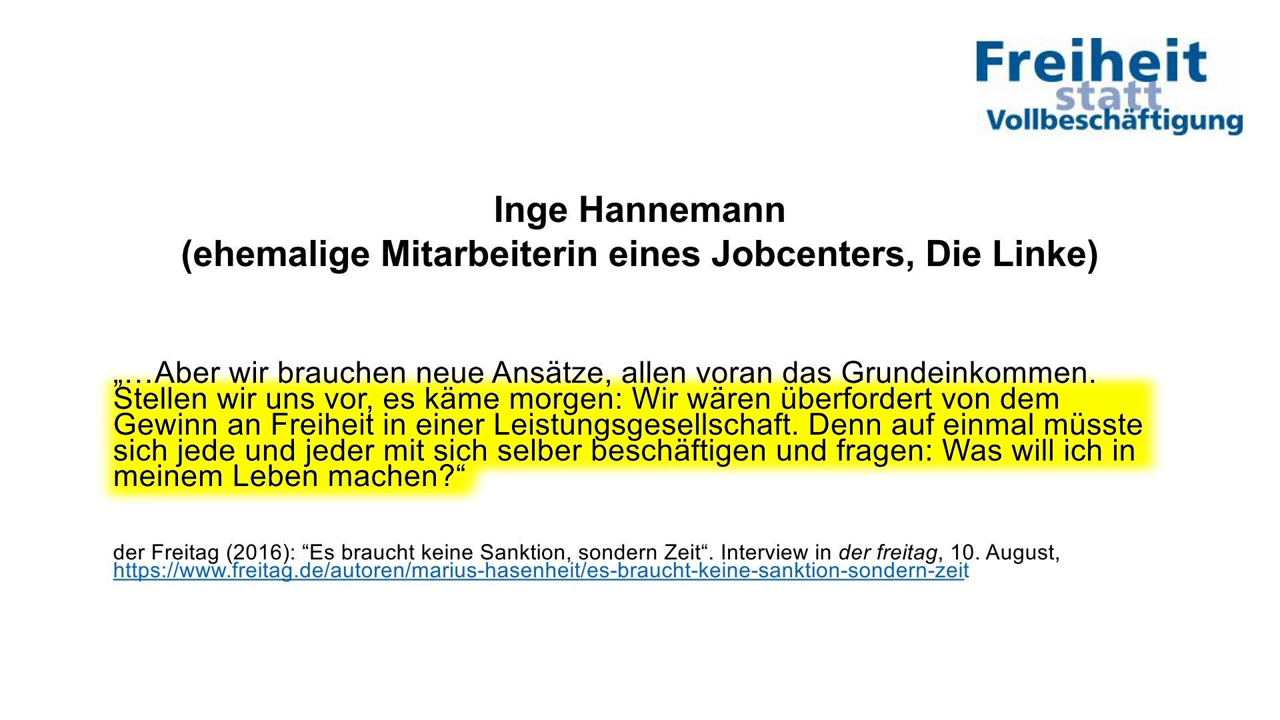 Freiheit
statt
Vollbeschäftigung
Inge Hannemann
(ehemalige Mitarbeiterin eines Jobcenters, Die Linke)
„…Aber wir brauchen neue Ansätze, allen voran das Grundeinkommen.
Stellen wir uns vor, es käme morgen: Wir wären überfordert von dem
Gewinn an Freiheit in einer Leistungsgesellschaft. Denn auf einmal müsste
sich jede und jeder mit sich selber beschäftigen und fragen: Was will ich in
meinem Leben machen?“
der Freitag (2016): “Es braucht keine Sanktion, sondern Zeit“. Interview in der freitag, 10. August,
https://www.freitag.de/autoren/marius-hasenheit/es-braucht-keine-sanktion-sondern-zeit